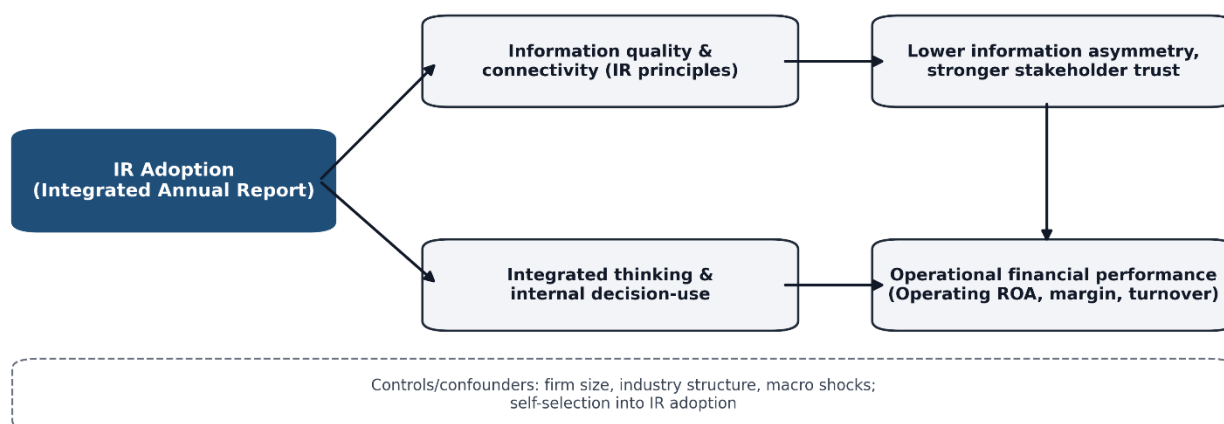 Information quality &
connectivity (IR principles)
Lower information asymmetry,
stronger stakeholder trust
IR Adoption
(Integrated Annual Report)
Integrated thinking &
internal decision-use
Operational financial performance
(Operating ROA, margin, turnover)
Controls/confounders: firm size, industry structure, macro shocks;
self-selection into IR adoption